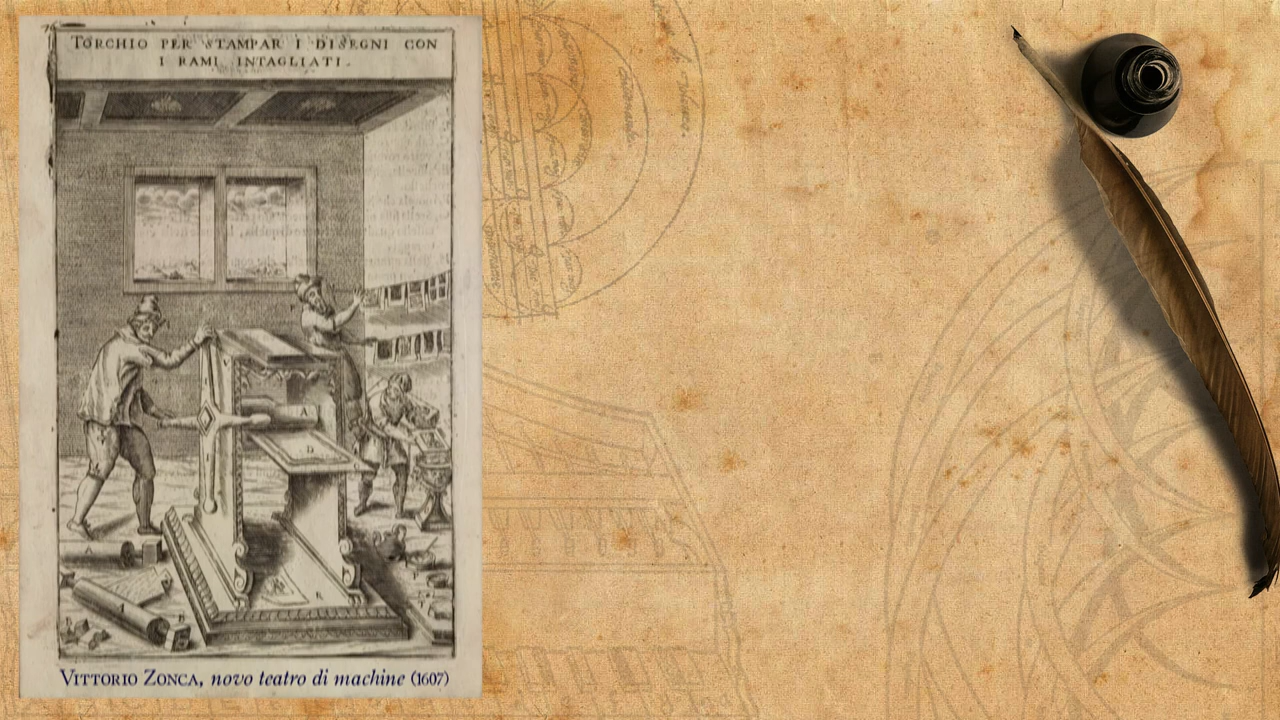 TORCHIO PER STAMPAR I DISEGNI CON
I RAMI INTAGLIATI.
A
D
A
A
VITTORIO ZONCA, novo teatro di machine (1607)